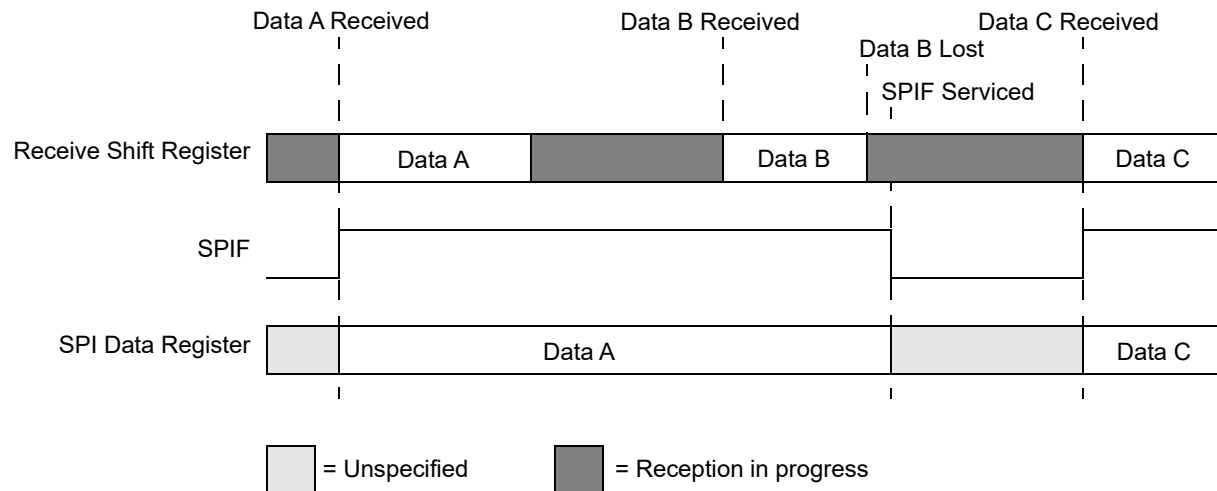 Data A Received Data B Received Data C Received
Data B Lost
SPIF Serviced
Receive Shift Register Data A Data B Data C
SPIF
SPI Data Register Data A Data C
= Unspecified = Reception in progress